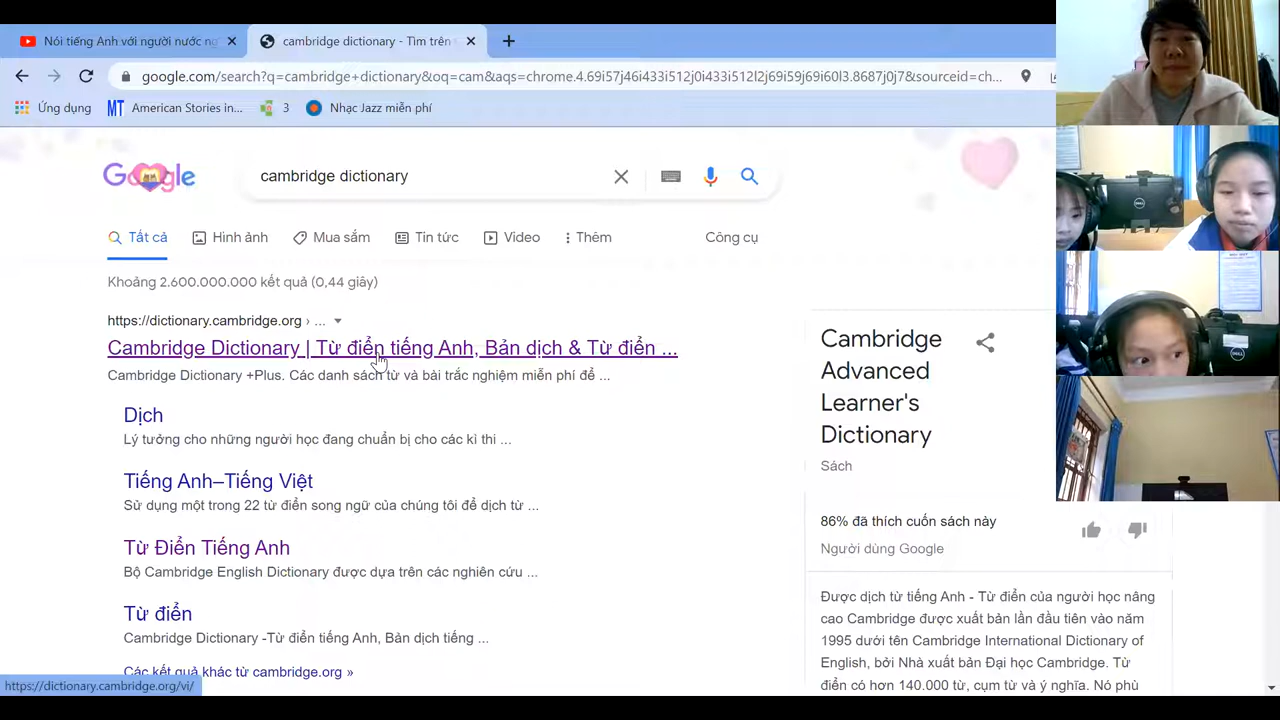 Nói tiếng Anh với người nước ng
cambridge dictionary - Tìm trên
google.com/search?q=cambridge+dictionary&oq=cam&aqs=chrome.4.69i57j46i433i512j0i433i512l2j69i59j69i60l3.8687j0j7&sourceid=ch...
Ứng dụng
MT American Stories in...
3
Nhạc Jazz miễn phí
Google
cambridge dictionary
Tất cả
Hình ảnh
Mua sắm
Tin tức
Video
Thêm
Công cụ
Khoảng 2.600.000.000 kết quả (0,44 giây)
https://dictionary.cambridge.org › ...
Cambridge Dictionary | Từ điển tiếng Anh, Bản dịch & Từ điển ...
Cambridge Dictionary +Plus. Các danh sách từ và bài trắc nghiệm miễn phí để ...
Dịch
Lý tưởng cho những người học đang chuẩn bị cho các kì thi ...
Tiếng Anh–Tiếng Việt
Sử dụng một trong 22 từ điển song ngữ của chúng tôi để dịch từ ...
Từ Điển Tiếng Anh
Bộ Cambridge English Dictionary được dựa trên các nghiên cứu ...
Từ điển
Cambridge Dictionary -Từ điển tiếng Anh, Bản dịch tiếng ...
Các kết quả khác từ cambridge.org »
https://dictionary.cambridge.org/vi/
Cambridge
Advanced
Learner's
Dictionary
Sách
86% đã thích cuốn sách này
Người dùng Google
Được dịch từ tiếng Anh - Từ điển của người học nâng
cao Cambridge được xuất bản lần đầu tiên vào năm
1995 dưới tên Cambridge International Dictionary of
English, bởi Nhà xuất bản Đại học Cambridge. Từ
điển có hơn 140.000 từ, cụm từ và ý nghĩa. Nó phù
DELL
DELL